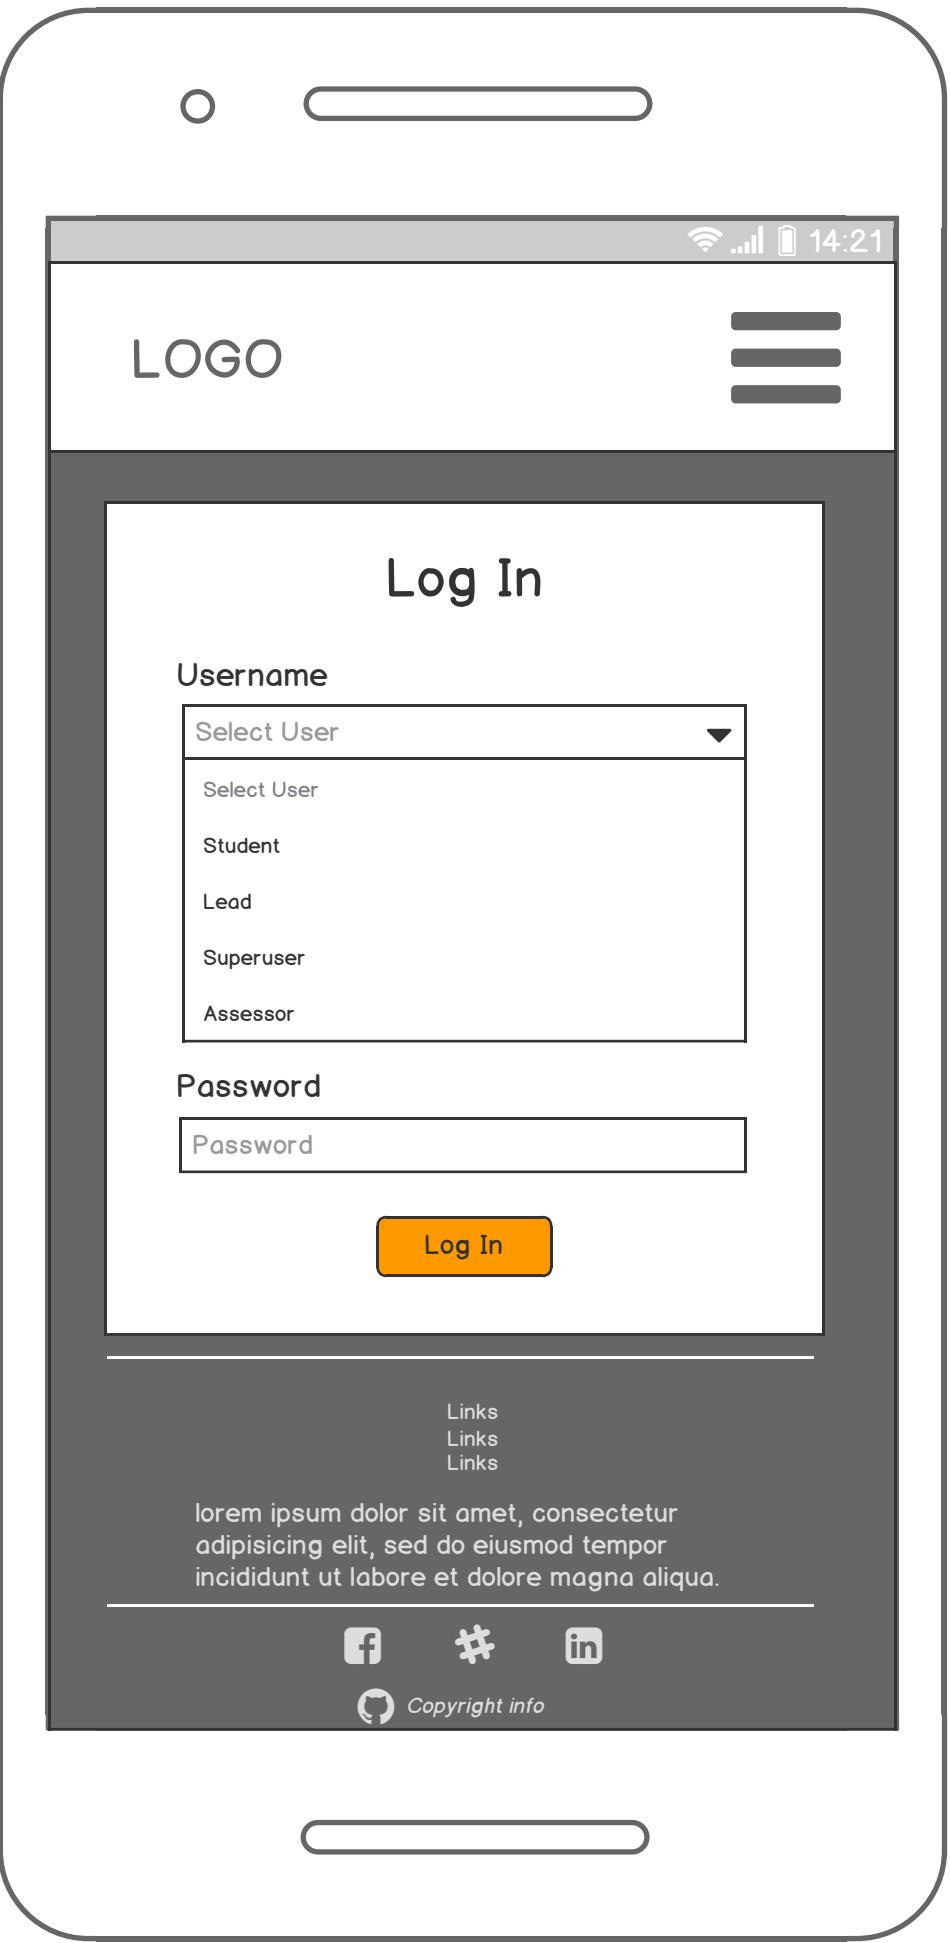 14:21
LOGO
Log In
Username
Select User
Select User
Student
Lead
Superuser
Assessor
Password
Password
Log In
Links
Links
Links
lorem ipsum dolor sit amet, consectetur
adipisicing elit, sed do eiusmod tempor
incididunt ut labore et dolore magna aliqua.
Copyright info